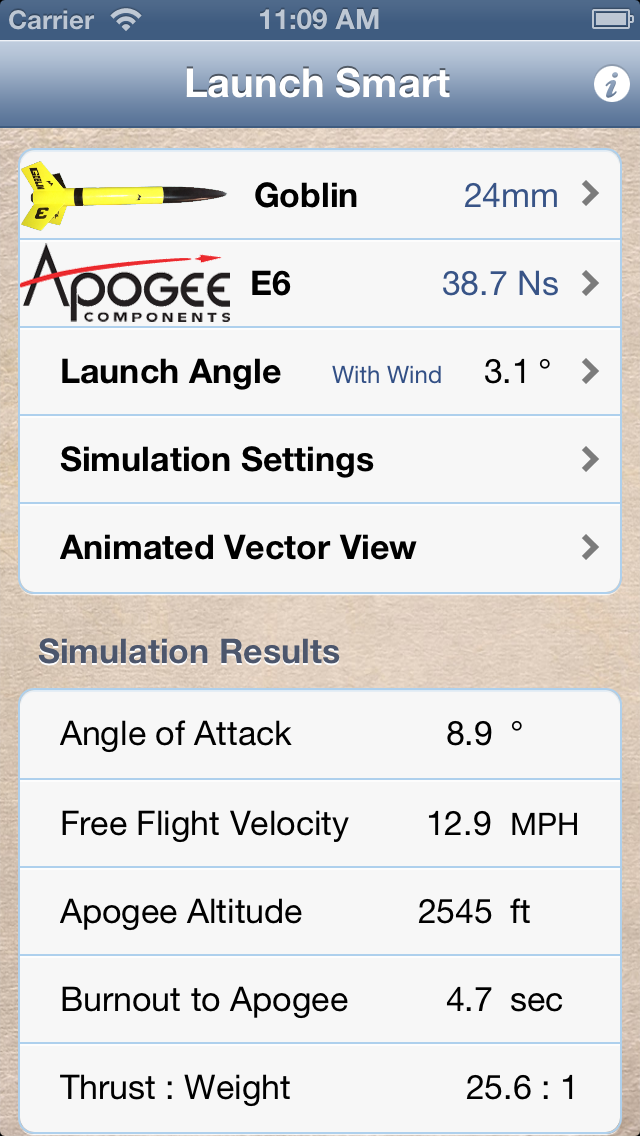 Carrier 11:09 AM
Launch Smart i
Goblin 24mm
APOGEE COMPONENTS E6 38.7 Ns
Launch Angle With Wind 3.1 °
Simulation Settings
Animated Vector View
Simulation Results
Angle of Attack 8.9 °
Free Flight Velocity 12.9 MPH
Apogee Altitude 2545 ft
Burnout to Apogee 4.7 sec
Thrust : Weight 25.6 : 1